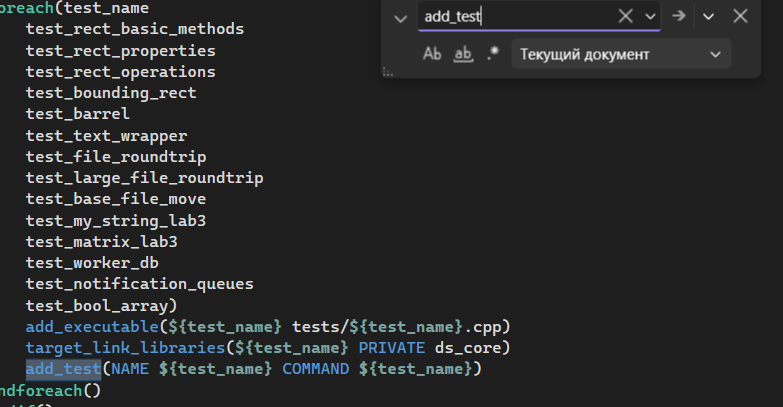 oreach(test_name
test_rect_basic_methods
test_rect_properties
test_rect_operations
test_bounding_rect
test_barrel
test_text_wrapper
test_file_roundtrip
test_large_file_roundtrip
test_base_file_move
test_my_string_lab3
test_matrix_lab3
test_worker_db
test_notification_queues
test_bool_array)
add_executable(${test_name} tests/${test_name}.cpp)
target_link_libraries(${test_name} PRIVATE ds_core)
add_test(NAME ${test_name} COMMAND ${test_name})
ndforeach()
add_test
Ab ab .* Текущий документ